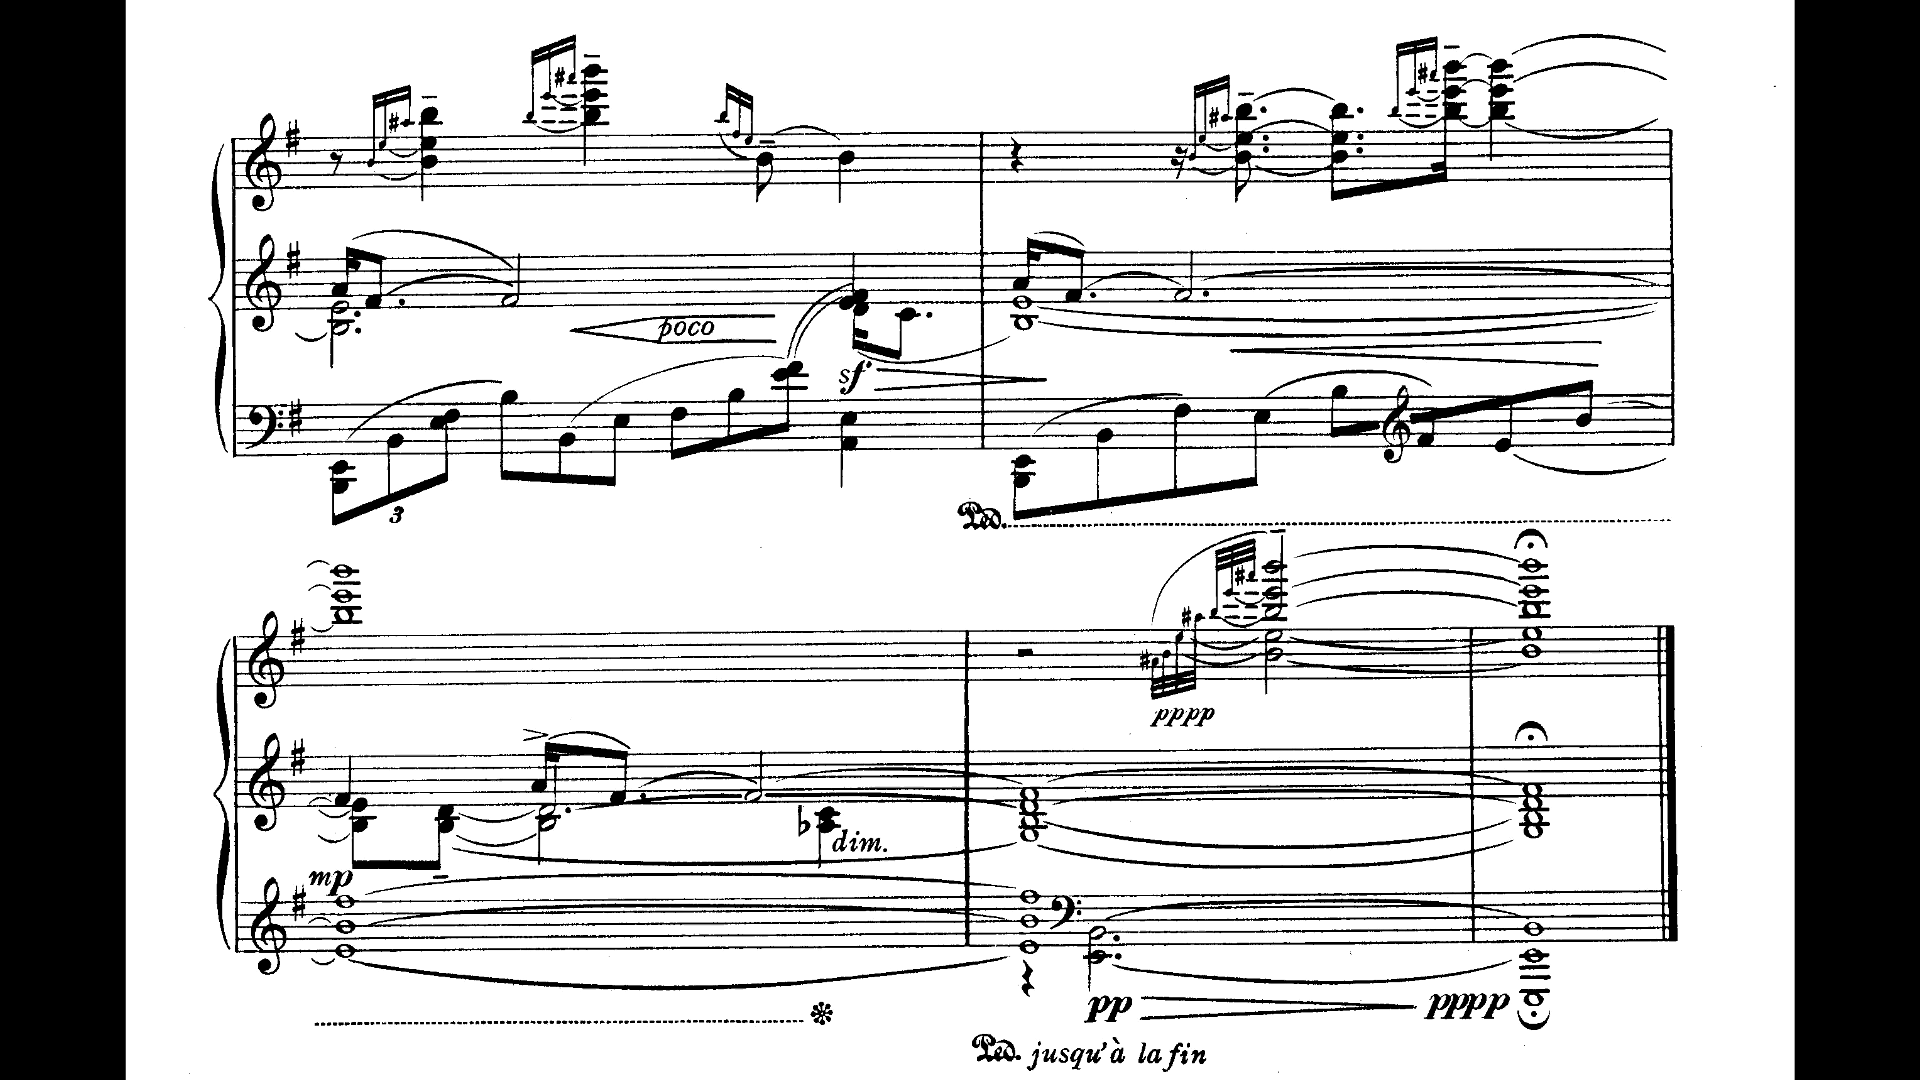 poco
sf
3
Ped.
pppp
dim.
mp
pp pppp
Ped. jusqu'à la fin